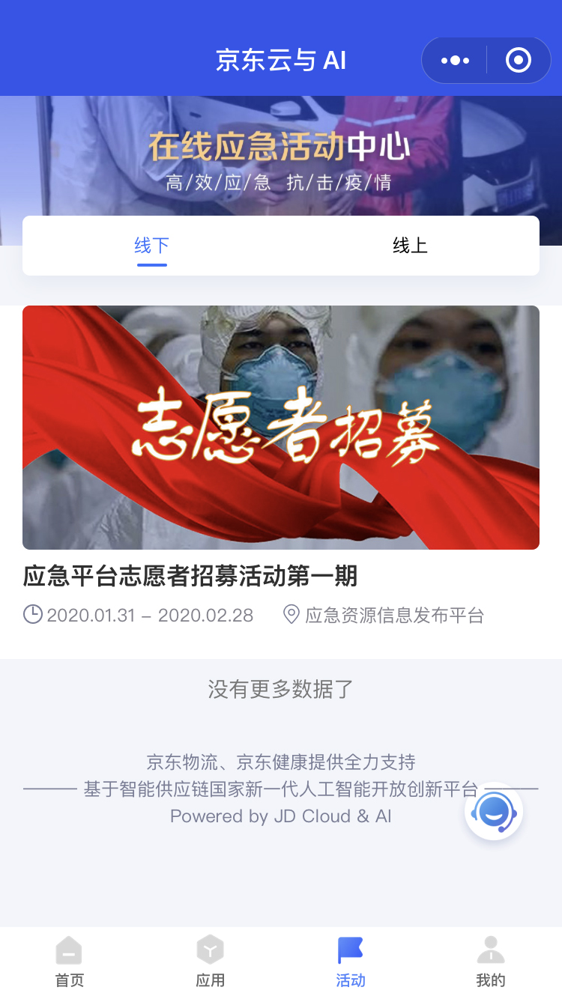 京东云与 AI
在线应急活动中心
高/效/应/急 抗/击/疫/情
线下
线上
志愿者招募
应急平台志愿者招募活动第一期
2020.01.31 – 2020.02.28
应急资源信息发布平台
没有更多数据了
京东物流、京东健康提供全力支持
基于智能供应链国家新一代人工智能开放创新平台
Powered by JD Cloud & AI
首页
应用
活动
我的